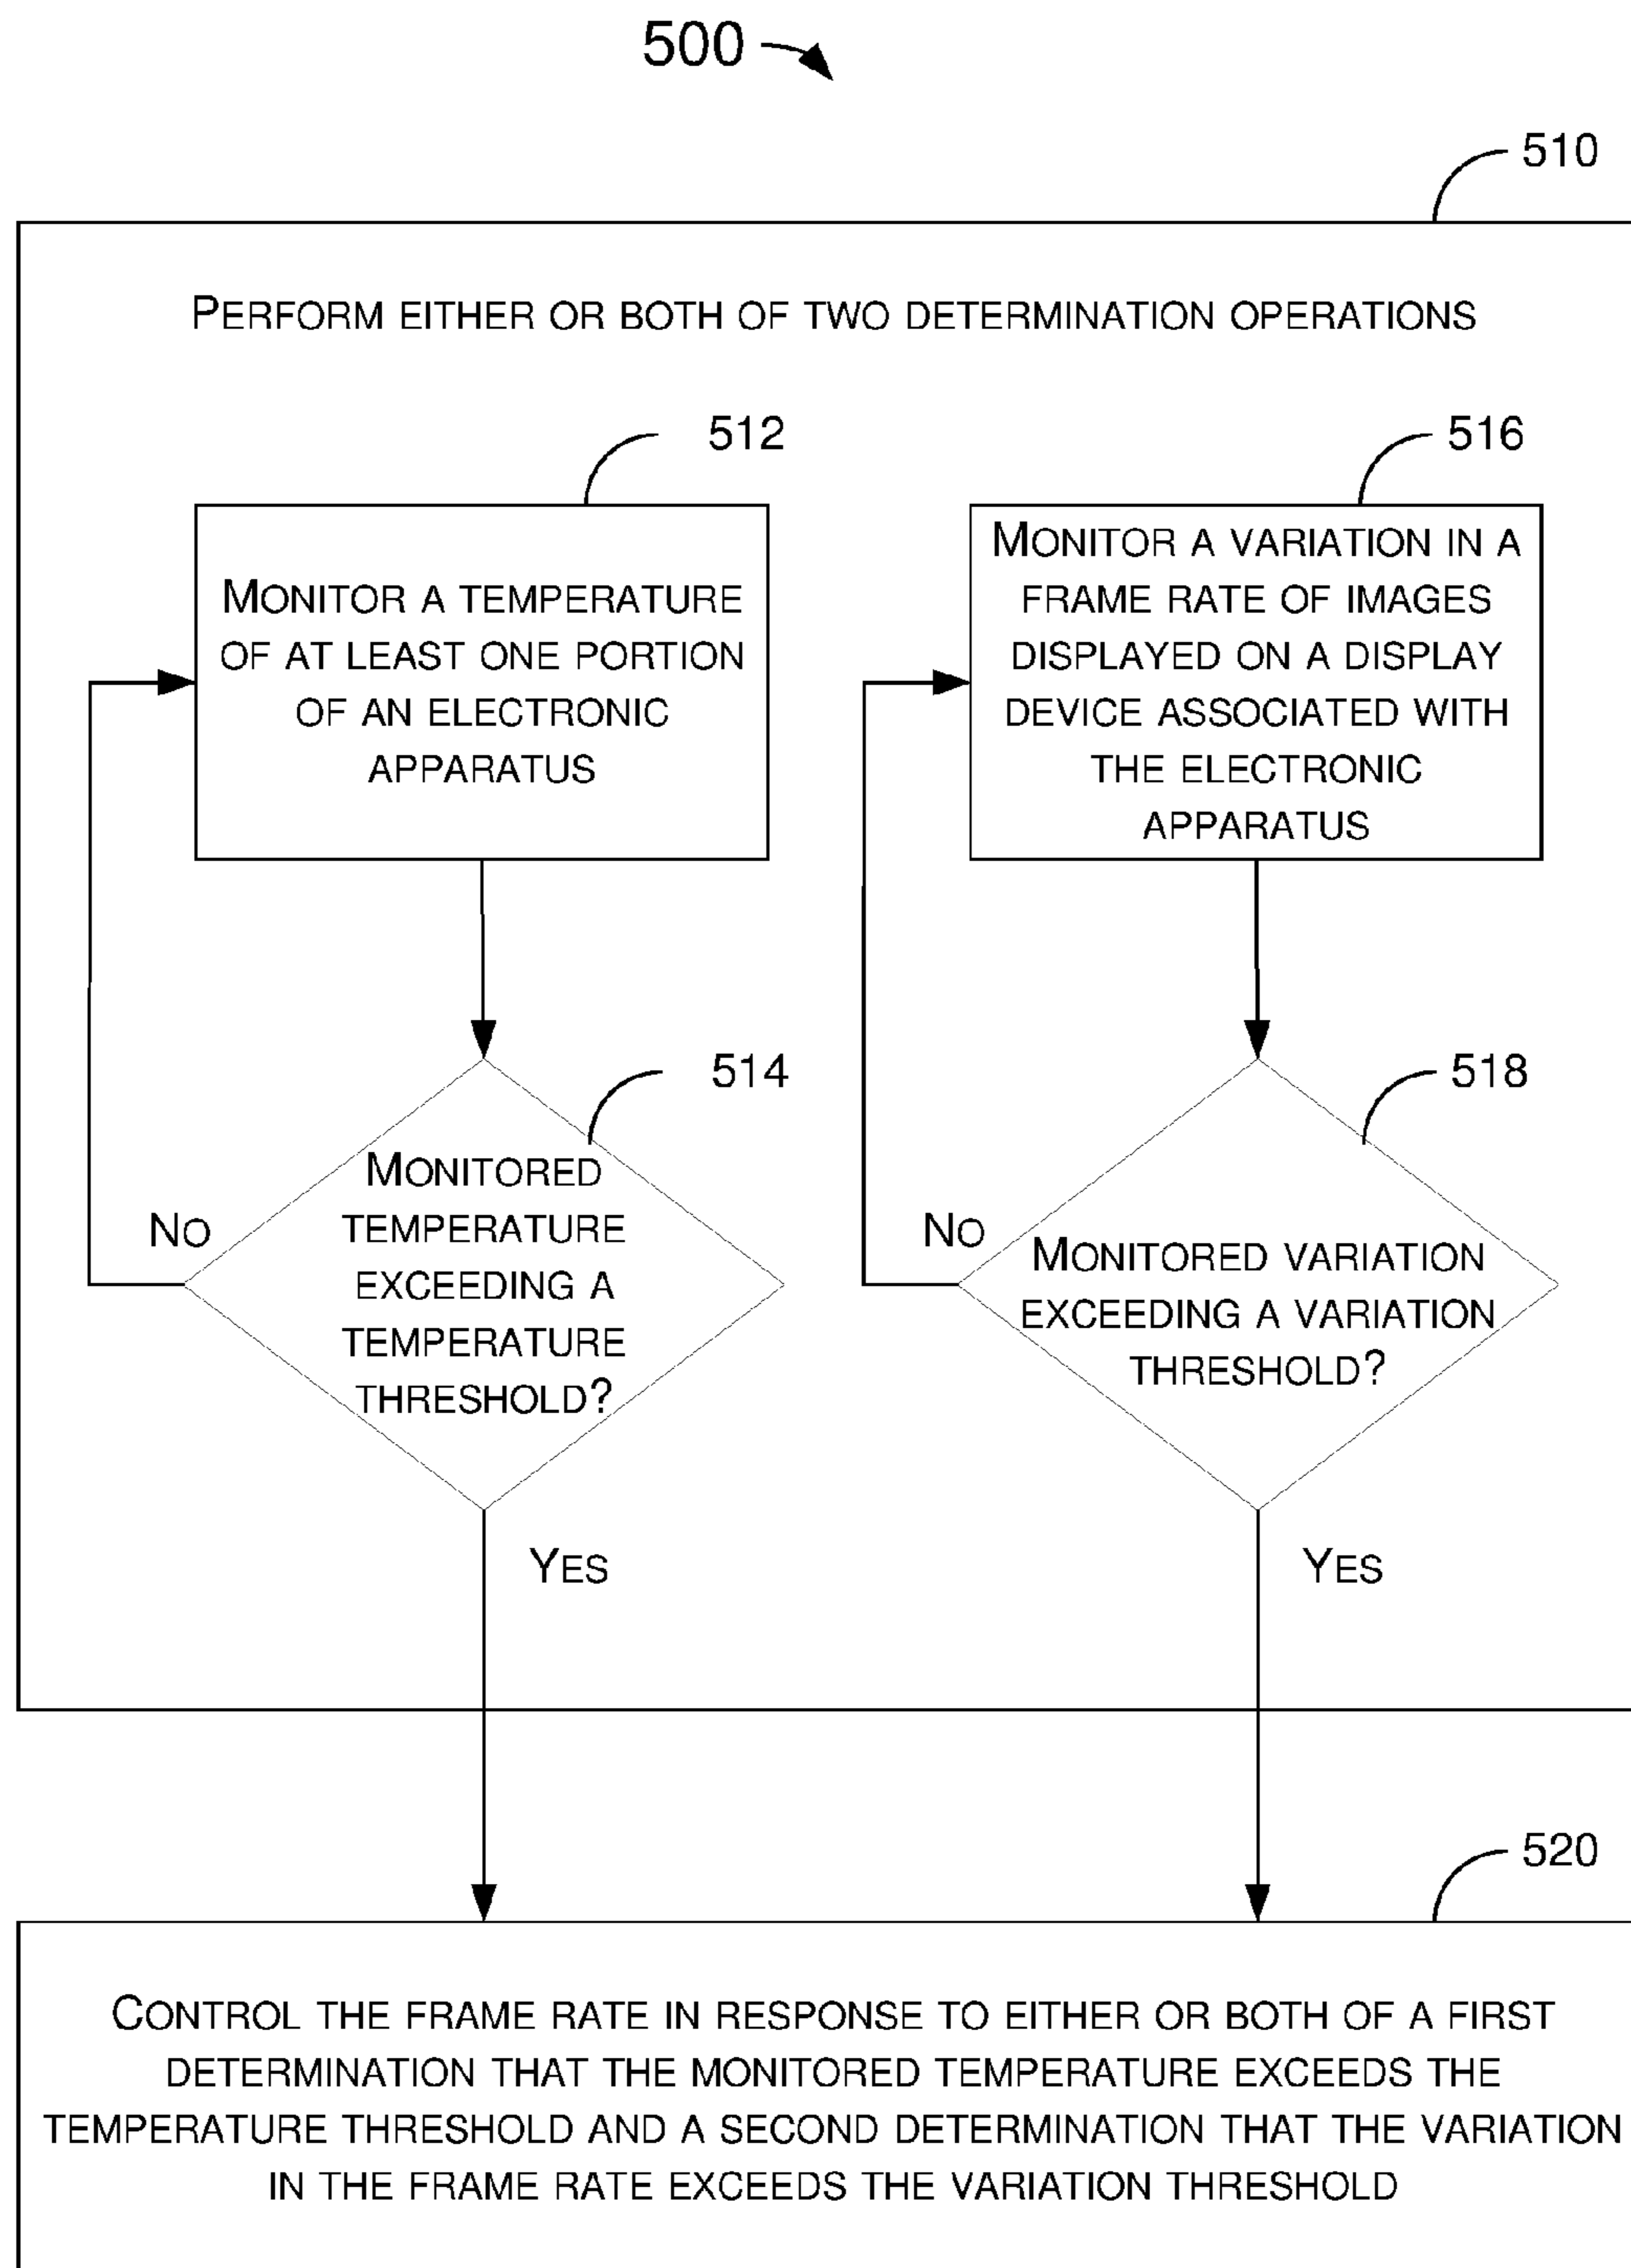 500
510
PERFORM EITHER OR BOTH OF TWO DETERMINATION OPERATIONS
512
MONITOR A TEMPERATURE
OF AT LEAST ONE PORTION
OF AN ELECTRONIC
APPARATUS
516
MONITOR A VARIATION IN A
FRAME RATE OF IMAGES
DISPLAYED ON A DISPLAY
DEVICE ASSOCIATED WITH
THE ELECTRONIC
APPARATUS
514
MONITORED
TEMPERATURE
EXCEEDING A
TEMPERATURE
THRESHOLD?
NO
YES
518
MONITORED VARIATION
EXCEEDING A VARIATION
THRESHOLD?
NO
YES
520
CONTROL THE FRAME RATE IN RESPONSE TO EITHER OR BOTH OF A FIRST
DETERMINATION THAT THE MONITORED TEMPERATURE EXCEEDS THE
TEMPERATURE THRESHOLD AND A SECOND DETERMINATION THAT THE VARIATION
IN THE FRAME RATE EXCEEDS THE VARIATION THRESHOLD